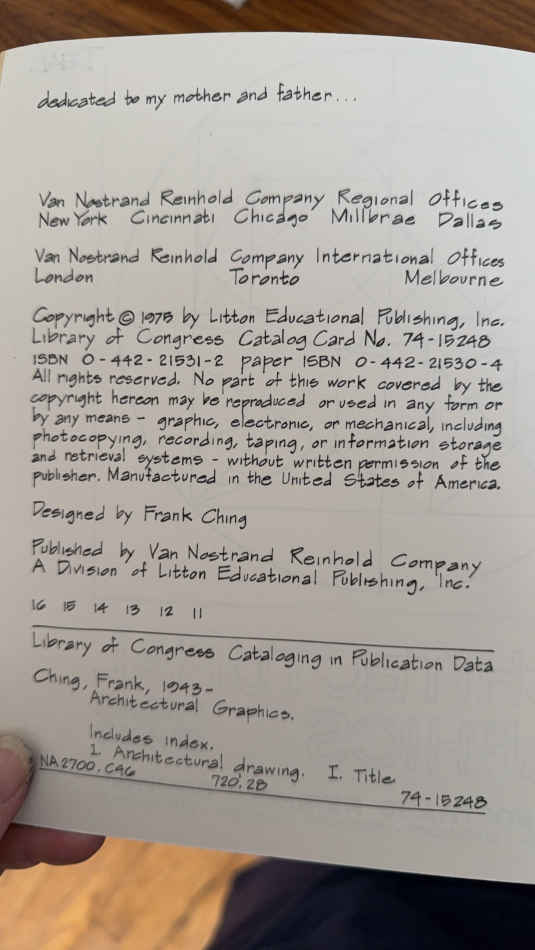 dedicated to my mother and father...
Van Nostrand Reinhold Company Regional Offices
New York Cincinnati Chicago Millbrae Dallas
Van Nostrand Reinhold Company International Offices
London Toronto Melbourne
Copyright © 1975 by Litton Educational Publishing, Inc.
Library of Congress Catalog Card No. 74-15248
ISBN 0-442-21531-2 paper ISBN 0-442-21530-4
All rights reserved. No part of this work covered by the
copyright hereon may be reproduced or used in any form or
by any means - graphic, electronic, or mechanical, including
photocopying, recording, taping, or information storage
and retrieval systems - without written permission of the
publisher. Manufactured in the United States of America.
Designed by Frank Ching
Published by Van Nostrand Reinhold Company
A Division of Litton Educational Publishing, Inc.
16 15 14 13 12 11
Library of Congress Cataloging in Publication Data
Ching, Frank, 1943-
Architectural Graphics.
Includes index.
1. Architectural drawing. I. Title
NA2700.C46 720'.28 74-15248